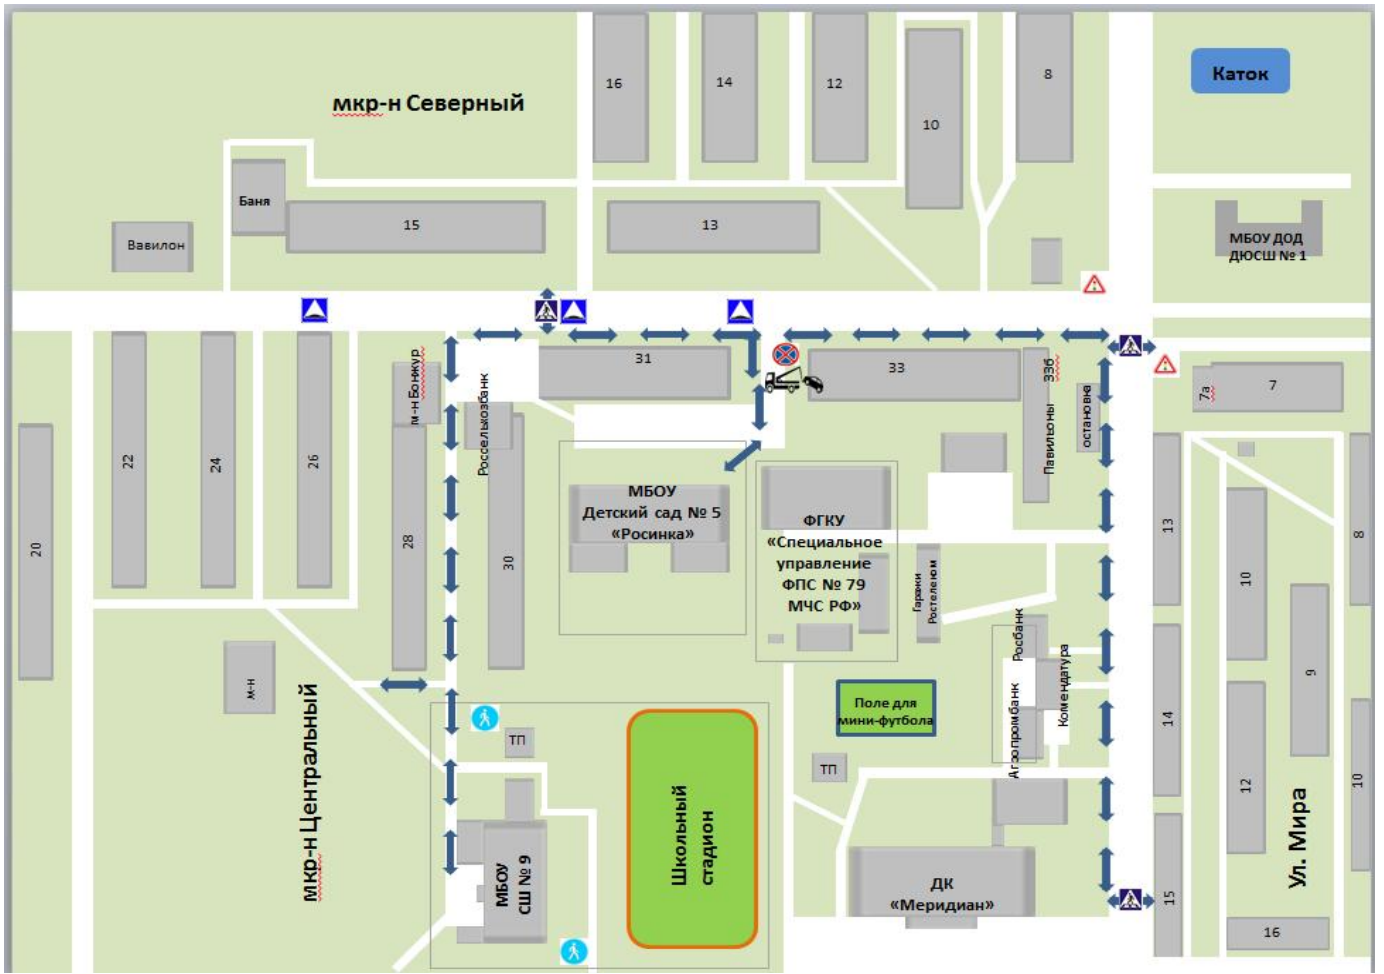 Каток
мкр-н Северный
16
14
12
10
8
Баня
15
13
Вавилон
МБОУ ДОД
ДЮСШ № 1
м-н Бонжур
Россельхозбанк
31
33
33б
Павильоны
остановка
7а
7
20
22
24
26
28
30
МБОУ
Детский сад № 5
«Росинка»
ФГКУ
«Специальное
управление
ФПС № 79
МЧС РФ»
Гаражи
Ростелеком
13
10
8
9
м-н
мкр-н Центральный
Росбанк
Комендатура
Агропромбанк
Поле для
мини-футбола
14
12
10
ТП
ТП
Школьный
стадион
МБОУ
СШ № 9
ДК
«Меридиан»
Ул. Мира
15
16